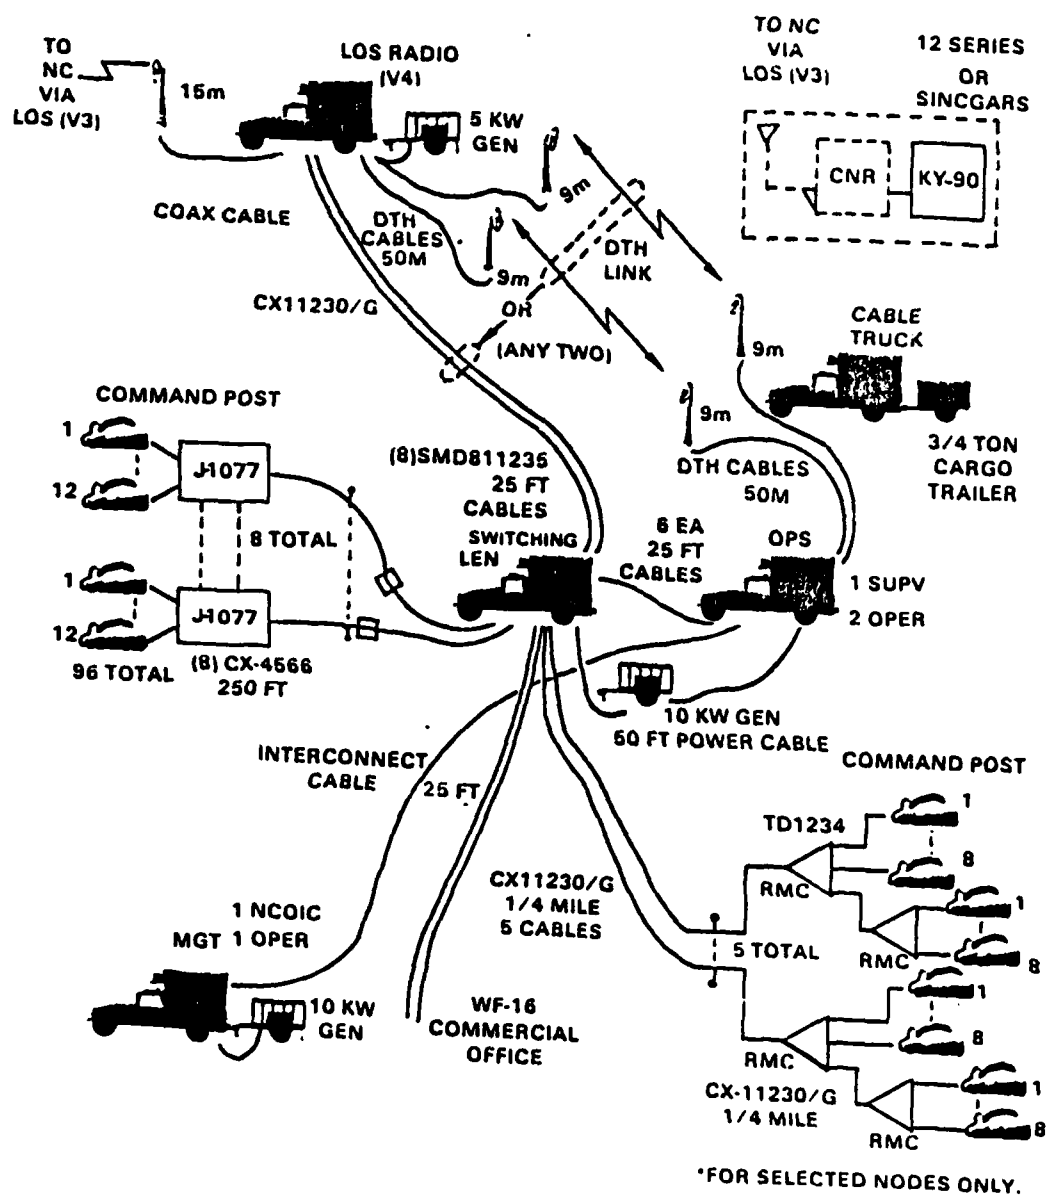 TO
NC
VIA
LOS (V3)
15m
LOS RADIO
(V4)
5 KW
GEN
TO NC
VIA
LOS (V3)
12 SERIES
OR
SINCGARS
CNR
KY-90
COAX CABLE
DTH
CABLES
50M
9m
9m
DTH
LINK
OR
(ANY TWO)
CX11230/G
9m
9m
CABLE
TRUCK
3/4 TON
CARGO
TRAILER
DTH CABLES
50M
COMMAND POST
1
12
J-1077
8 TOTAL
1
12
J-1077
96 TOTAL
(8) CX-4566
250 FT
(8)SMD811235
25 FT
CABLES
SWITCHING
LEN
6 EA
25 FT
CABLES
OPS
1 SUPV
2 OPER
10 KW GEN
50 FT POWER CABLE
INTERCONNECT
CABLE
25 FT
1 NCOIC
MGT 1 OPER
10 KW
GEN
WF-16
COMMERCIAL
OFFICE
CX11230/G
1/4 MILE
5 CABLES
5 TOTAL
COMMAND POST
TD1234
RMC
1
8
RMC
1
8
RMC
1
8
RMC
1
8
CX-11230/G
1/4 MILE
*FOR SELECTED NODES ONLY.